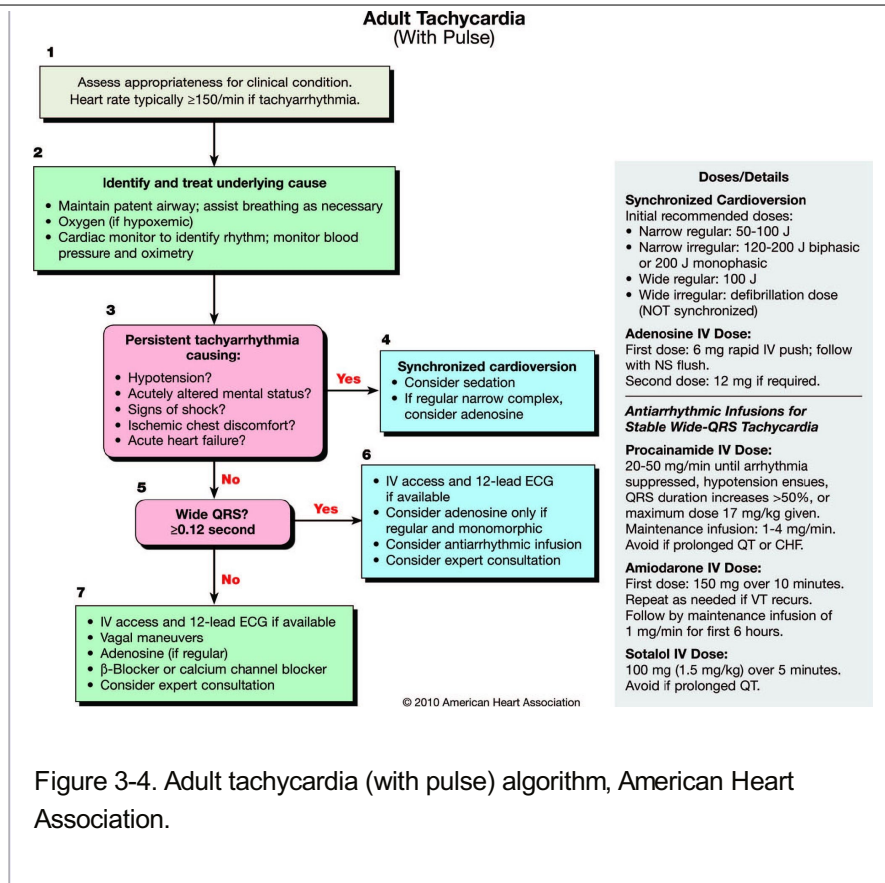 Adult Tachycardia
(With Pulse)
1
Assess appropriateness for clinical condition.
Heart rate typically ≥150/min if tachyarrhythmia.
2
Identify and treat underlying cause
• Maintain patent airway; assist breathing as necessary
• Oxygen (if hypoxemic)
• Cardiac monitor to identify rhythm; monitor blood
pressure and oximetry
3
Persistent tachyarrhythmia
causing:
• Hypotension?
• Acutely altered mental status?
• Signs of shock?
• Ischemic chest discomfort?
• Acute heart failure?
Yes
4
Synchronized cardioversion
• Consider sedation
• If regular narrow complex,
consider adenosine
No
5
Wide QRS?
≥0.12 second
Yes
6
• IV access and 12-lead ECG
if available
• Consider adenosine only if
regular and monomorphic
• Consider antiarrhythmic infusion
• Consider expert consultation
No
7
• IV access and 12-lead ECG if available
• Vagal maneuvers
• Adenosine (if regular)
• β-Blocker or calcium channel blocker
• Consider expert consultation
Doses/Details
Synchronized Cardioversion
Initial recommended doses:
• Narrow regular: 50-100 J
• Narrow irregular: 120-200 J biphasic
or 200 J monophasic
• Wide regular: 100 J
• Wide irregular: defibrillation dose
(NOT synchronized)
Adenosine IV Dose:
First dose: 6 mg rapid IV push; follow
with NS flush.
Second dose: 12 mg if required.
Antiarrhythmic Infusions for
Stable Wide-QRS Tachycardia
Procainamide IV Dose:
20-50 mg/min until arrhythmia
suppressed, hypotension ensues,
QRS duration increases >50%, or
maximum dose 17 mg/kg given.
Maintenance infusion: 1-4 mg/min.
Avoid if prolonged QT or CHF.
Amiodarone IV Dose:
First dose: 150 mg over 10 minutes.
Repeat as needed if VT recurs.
Follow by maintenance infusion of
1 mg/min for first 6 hours.
Sotalol IV Dose:
100 mg (1.5 mg/kg) over 5 minutes.
Avoid if prolonged QT.
© 2010 American Heart Association
Figure 3-4. Adult tachycardia (with pulse) algorithm, American Heart
Association.